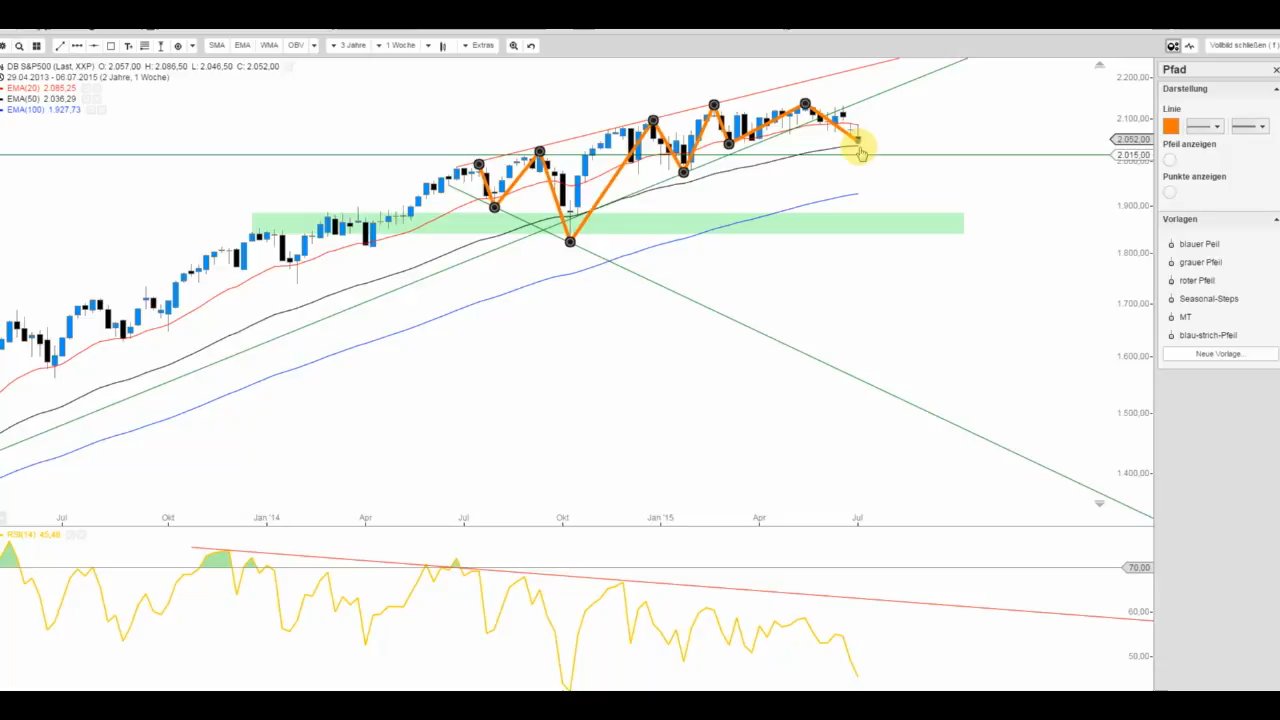 SMA EMA WMA OBV 3 Jahre 1 Woche Extras Vollbild schließen ( f )
DB S&P500 (Last, XXP) O: 2.057,00 H: 2.086,50 L: 2.046,50 C: 2.052,00
29.04.2013 - 06.07.2015 (2 Jahre, 1 Woche)
EMA(20) 2.085,25
EMA(50) 2.036,29
EMA(100) 1.927,73
2.200,00
2.100,00
2.052,00
2.015,00
1.900,00
1.800,00
1.700,00
1.600,00
1.500,00
1.400,00
Jul Okt Jan '14 Apr Jul Okt Jan '15 Apr Jul
RSI(14) 45,48
70,00
60,00
50,00
Pfad
Darstellung
Linie
Pfeil anzeigen
Punkte anzeigen
Vorlagen
blauer Peil
grauer Pfeil
roter Pfeil
Seasonal-Steps
MT
blau-strich-Pfeil
Neue Vorlage...